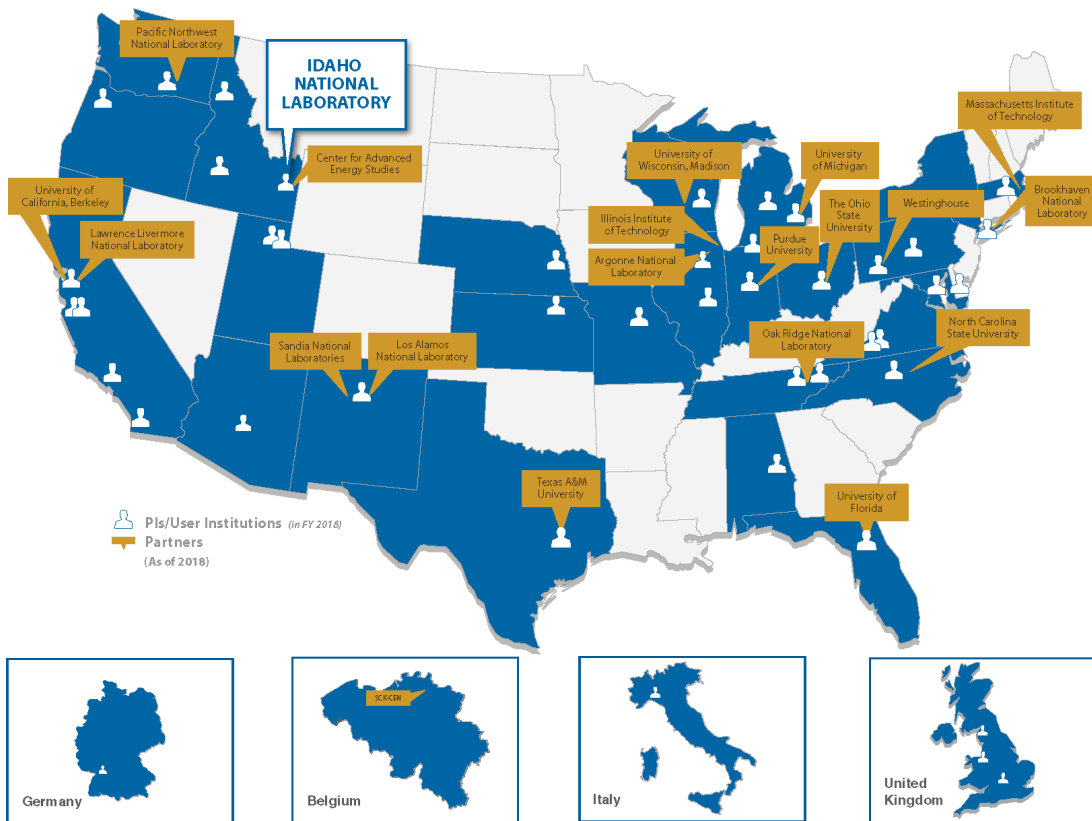 Pacific Northwest
National Laboratory
IDAHO
NATIONAL
LABORATORY
Massachusetts Institute
of Technology
University of
Wisconsin, Madison
University
of Michigan
Center for Advanced
Energy Studies
University of
California, Berkeley
The Ohio
State
University
Westinghouse
Brookhaven
National
Laboratory
Illinois Institute
of Technology
Lawrence Livermore
National Laboratory
Purdue
University
Argonne National
Laboratory
Sandia National
Laboratories
Los Alamos
National Laboratory
Oak Ridge National
Laboratory
North Carolina
State University
Texas A&M
University
University of
Florida
PIs/User Institutions (in FY 2018)
Partners
(As of 2018)
SCK•CEN
Germany
Belgium
Italy
United
Kingdom